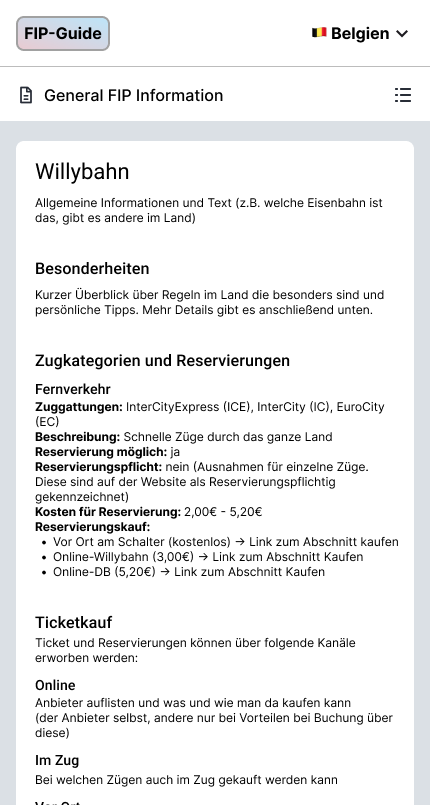 FIP-Guide
Belgien
General FIP Information
Willybahn
Allgemeine Informationen und Text (z.B. welche Eisenbahn ist
das, gibt es andere im Land)
Besonderheiten
Kurzer Überblick über Regeln im Land die besonders sind und
persönliche Tipps. Mehr Details gibt es anschließend unten.
Zugkategorien und Reservierungen
Fernverkehr
Zuggattungen: InterCityExpress (ICE), InterCity (IC), EuroCity
(EC)
Beschreibung: Schnelle Züge durch das ganze Land
Reservierung möglich: ja
Reservierungspflicht: nein (Ausnahmen für einzelne Züge.
Diese sind auf der Website als Reservierungspflichtig
gekennzeichnet)
Kosten für Reservierung: 2,00€ - 5,20€
Reservierungskauf:
• Vor Ort am Schalter (kostenlos) → Link zum Abschnitt kaufen
• Online-Willybahn (3,00€) → Link zum Abschnitt Kaufen
• Online-DB (5,20€) → Link zum Abschnitt Kaufen
Ticketkauf
Ticket und Reservierungen können über folgende Kanäle
erworben werden:
Online
Anbieter auflisten und was und wie man da kaufen kann
(der Anbieter selbst, andere nur bei Vorteilen bei Buchung über
diese)
Im Zug
Bei welchen Zügen auch im Zug gekauft werden kann
Vor Ort